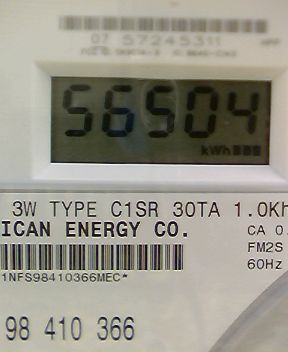 07 57245311
56504
kWh
3W TYPE C1SR 30TA 1.0Kh
ICAN ENERGY CO.
CA 0.
FM2S
60Hz
1NFS98410366MEC*
98 410 366